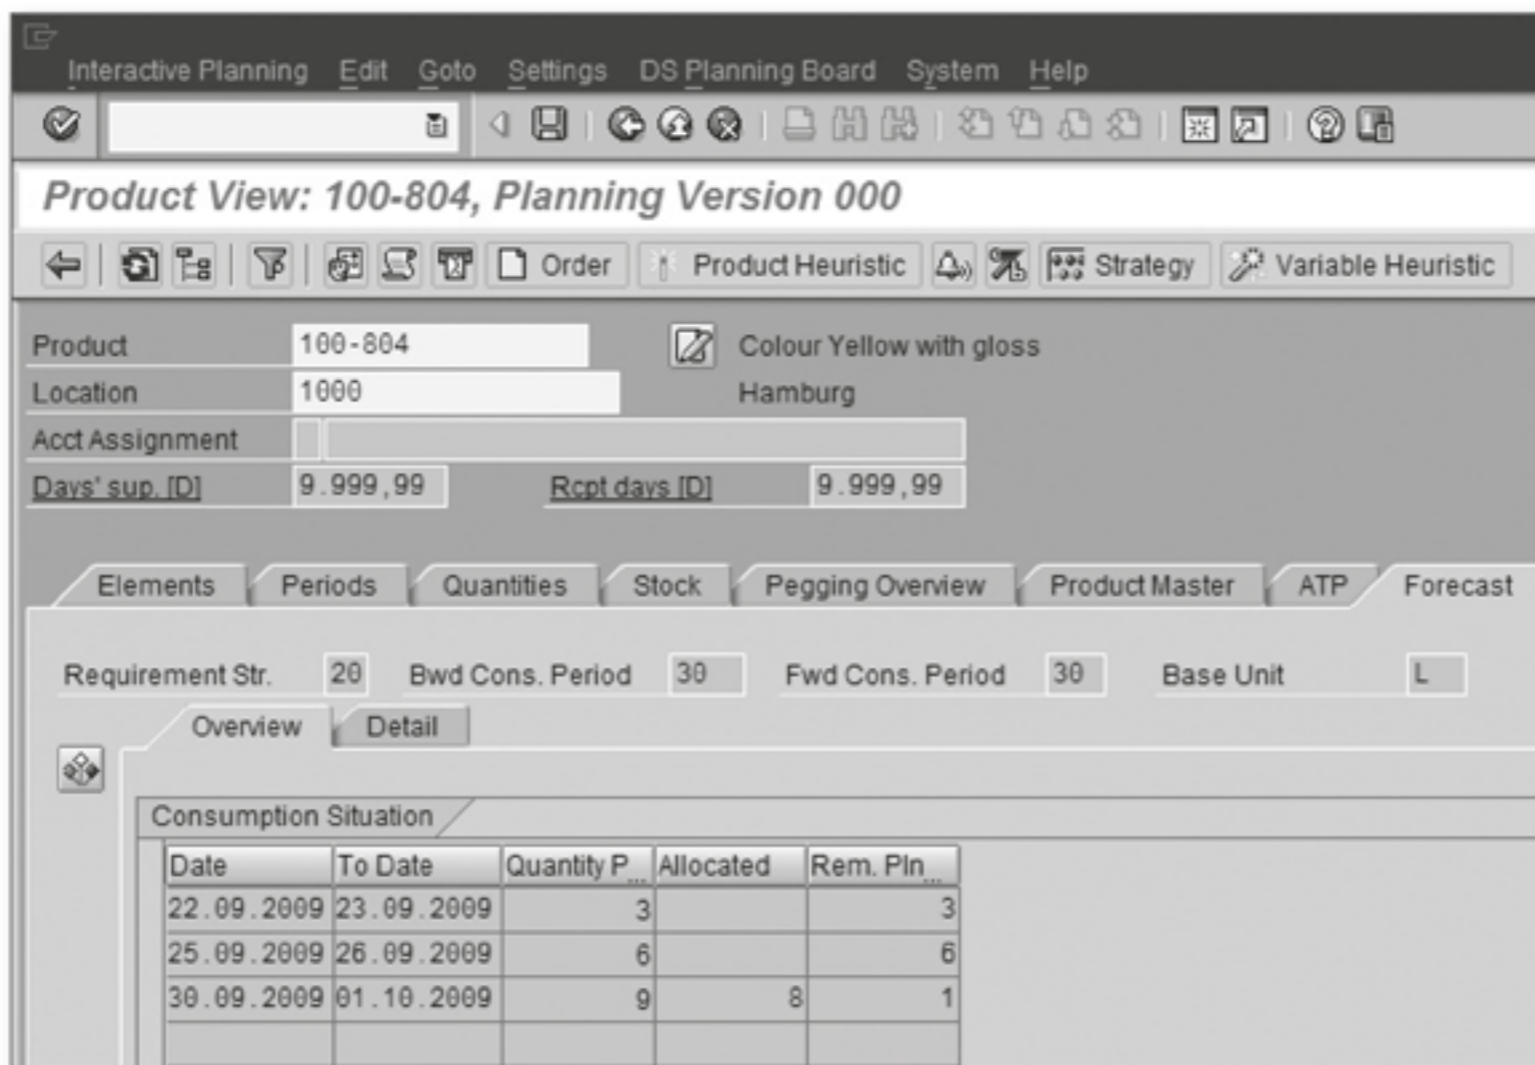 Interactive Planning Edit Goto Settings DS Planning Board System Help
Product View: 100-804, Planning Version 000
Order Product Heuristic Strategy Variable Heuristic
Product 100-804 Colour Yellow with gloss
Location 1000 Hamburg
Acct Assignment
Days' sup. [D] 9.999,99 Rcpt days [D] 9.999,99
Elements Periods Quantities Stock Pegging Overview Product Master ATP Forecast
Requirement Str. 20 Bwd Cons. Period 30 Fwd Cons. Period 30 Base Unit L
Overview Detail
Consumption Situation
Date To Date Quantity P... Allocated Rem. Pln...
22.09.2009 23.09.2009 3 3
25.09.2009 26.09.2009 6 6
30.09.2009 01.10.2009 9 8 1